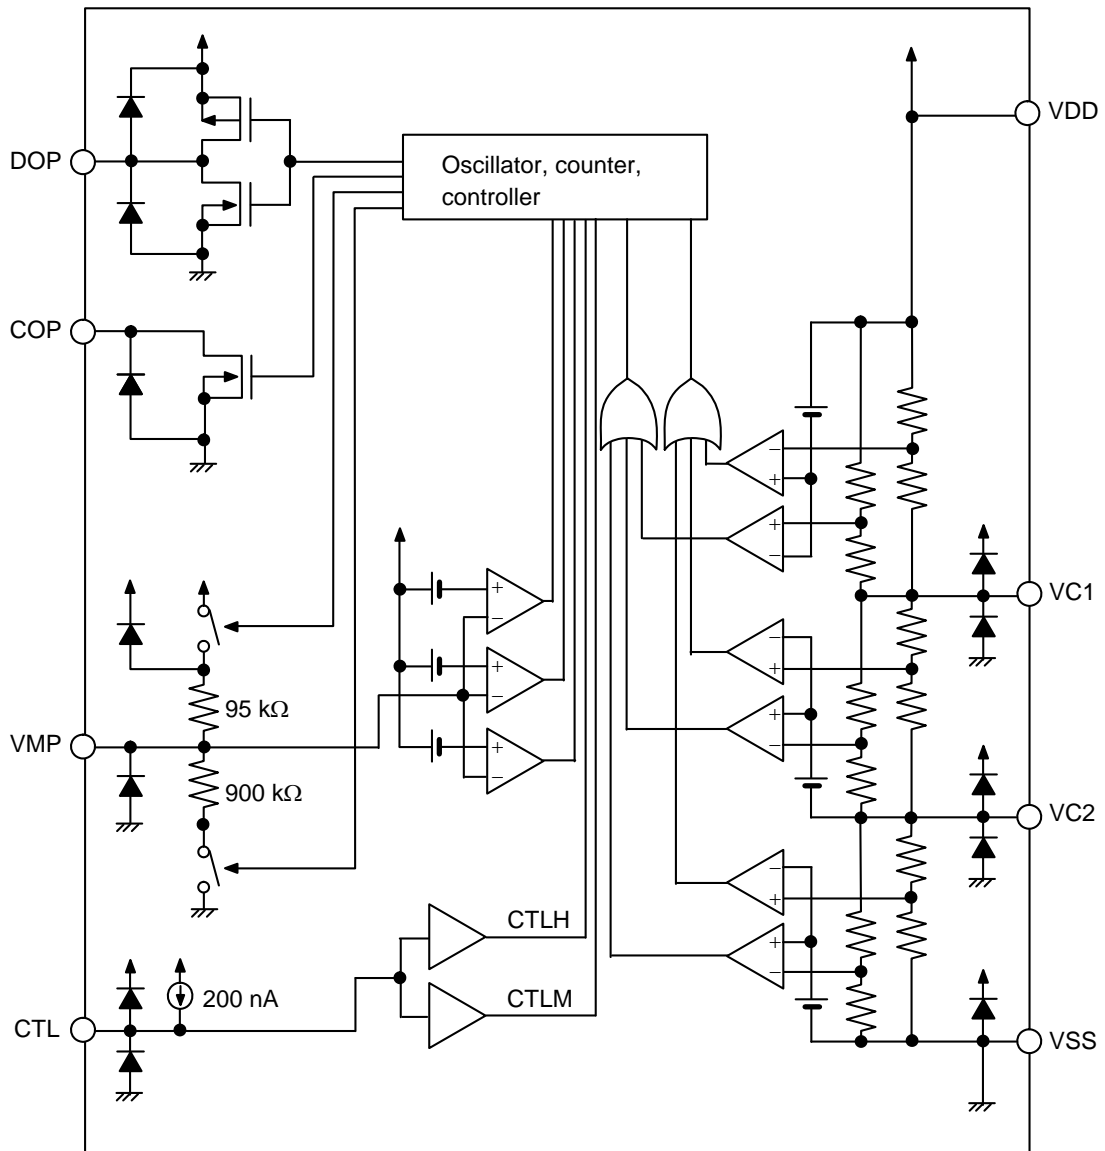 VDD
DOP
Oscillator, counter,
controller
COP
− 
+
+
−
VC1
+
−
−
+
+
−
+
−
95 kΩ
VMP
+
−
900 kΩ
VC2
−
+
CTLH
+
−
200 nA
CTLM
CTL
VSS